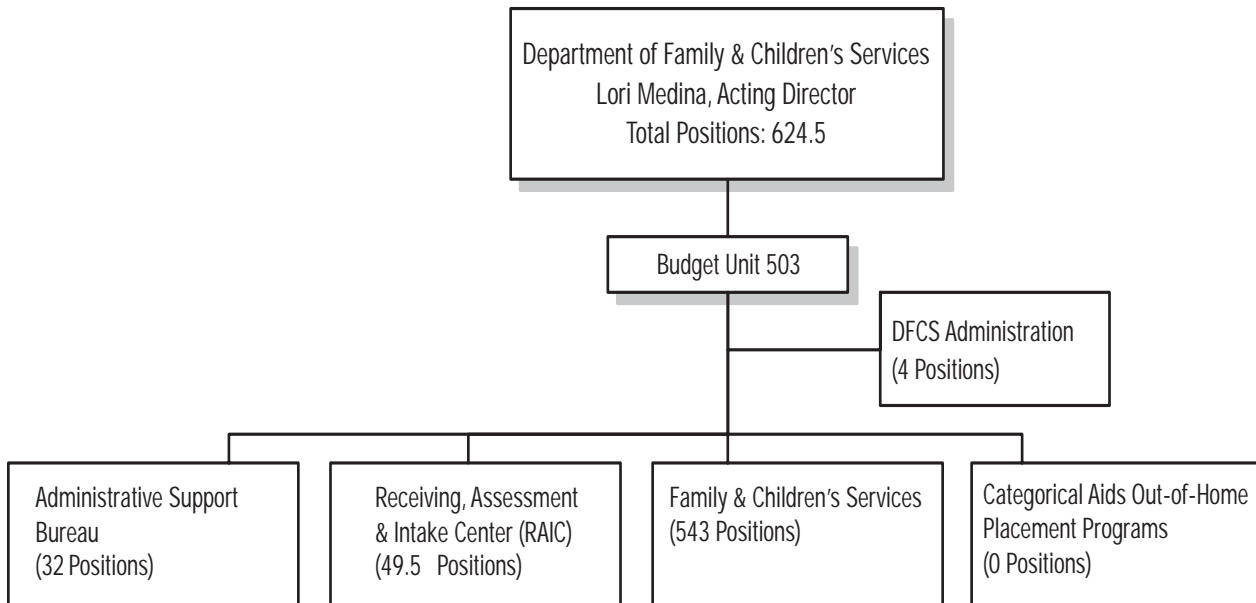 Department of Family & Children’s Services
Lori Medina, Acting Director
Total Positions: 624.5
Budget Unit 503
DFCS Administration
(4 Positions)
Administrative Support
Bureau
(32 Positions)
Receiving, Assessment
& Intake Center (RAIC)
(49.5 Positions)
Family & Children’s Services
(543 Positions)
Categorical Aids Out-of-Home
Placement Programs
(0 Positions)